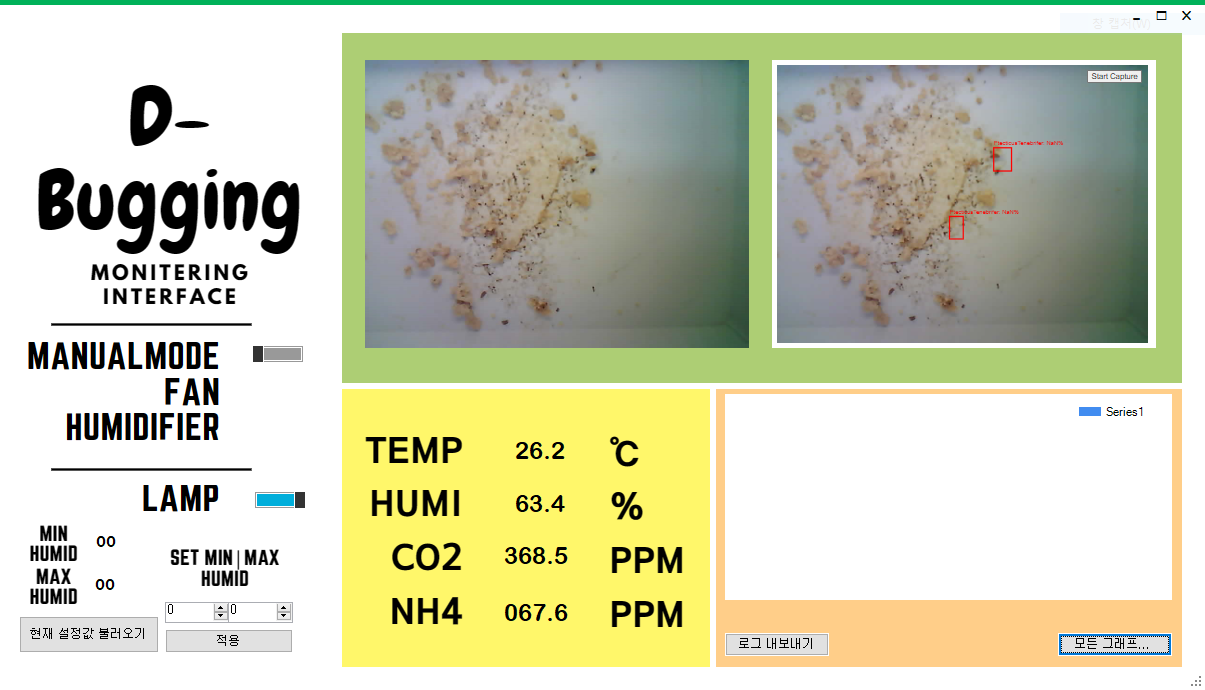 D-
Bugging
MONITERING
INTERFACE
MANUALMODE
FAN
HUMIDIFIER
LAMP
MIN
HUMID
00
MAX
HUMID
00
SET MIN|MAX
HUMID
0
0
현재 설정값 불러오기
적용
Start Capture
TEMP 26.2 ℃
HUMI 63.4 %
CO2 368.5 PPM
NH4 067.6 PPM
Series1
로그 내보내기
모든 그래프...